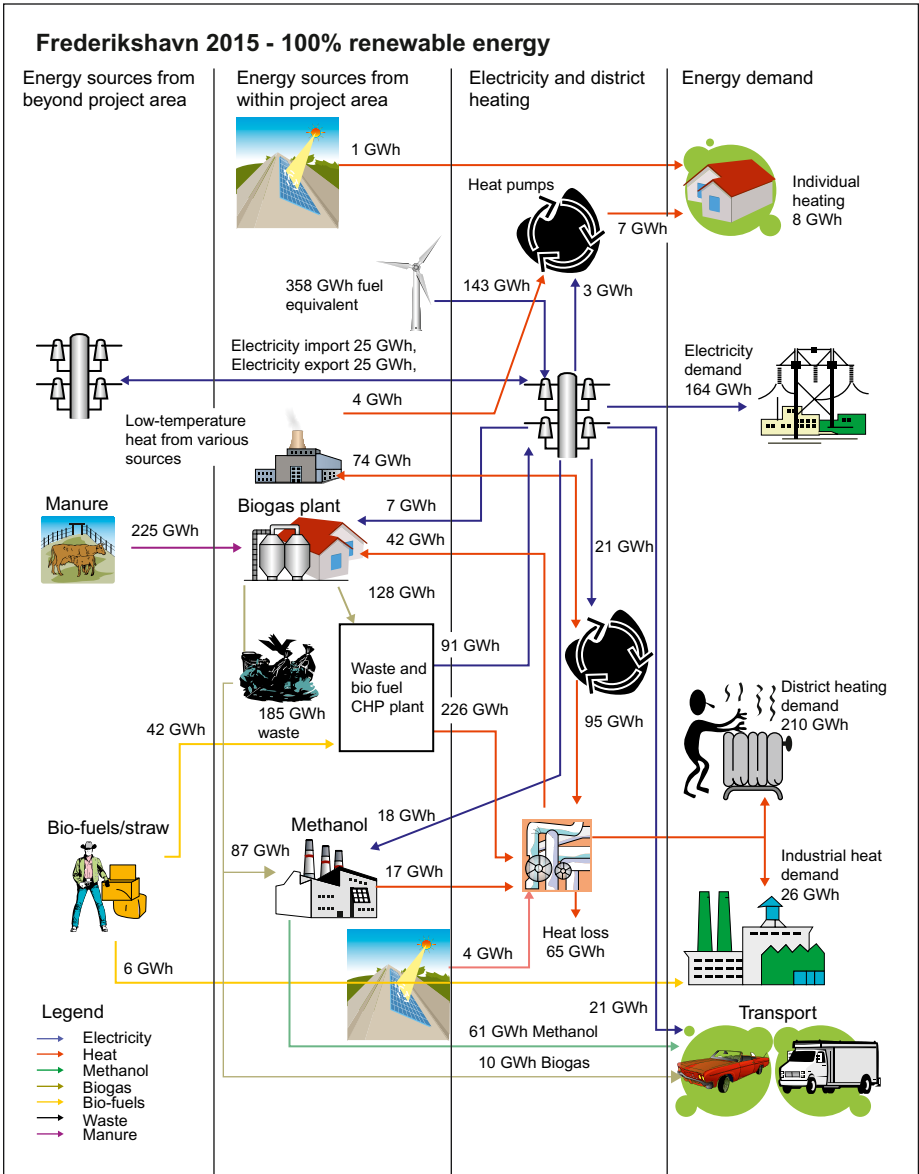 Frederikshavn 2015 - 100% renewable energy
Energy sources from
beyond project area
Energy sources from
within project area
Electricity and district
heating
Energy demand
1 GWh
Heat pumps
Individual
heating
8 GWh
7 GWh
358 GWh fuel
equivalent
143 GWh
3 GWh
Electricity import 25 GWh,
Electricity export 25 GWh,
Electricity
demand
164 GWh
4 GWh
Low-temperature
heat from various
sources
74 GWh
Manure
Biogas plant
7 GWh
225 GWh
42 GWh
21 GWh
128 GWh
91 GWh
Waste and
bio fuel
CHP plant
226 GWh
185 GWh
waste
95 GWh
District heating
demand
210 GWh
42 GWh
Bio-fuels/straw
Methanol
18 GWh
87 GWh
17 GWh
Industrial heat
demand
26 GWh
Heat loss
65 GWh
4 GWh
6 GWh
21 GWh
Transport
61 GWh Methanol
10 GWh Biogas
Legend
Electricity
Heat
Methanol
Biogas
Bio-fuels
Waste
Manure